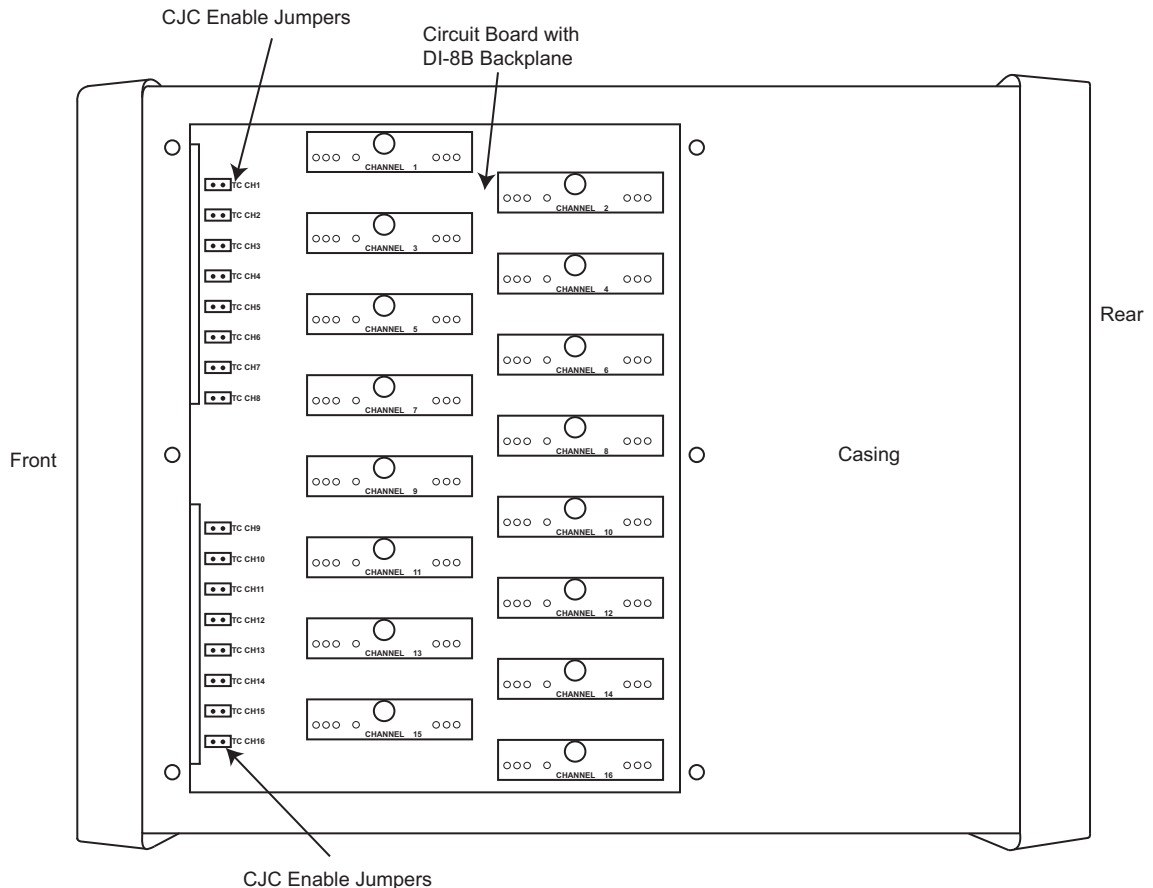 CJC Enable Jumpers
Circuit Board with
DI-8B Backplane
CHANNEL 1
TC CH1
CHANNEL 2
TC CH2
TC CH3
CHANNEL 3
TC CH4
CHANNEL 4
TC CH5
CHANNEL 5
TC CH6
CHANNEL 6
TC CH7
TC CH8
CHANNEL 7
CHANNEL 8
Front
Casing
Rear
CHANNEL 9
TC CH9
CHANNEL 10
TC CH10
CHANNEL 11
TC CH11
CHANNEL 12
TC CH12
TC CH13
CHANNEL 13
TC CH14
CHANNEL 14
TC CH15
CHANNEL 15
TC CH16
CHANNEL 16
CJC Enable Jumpers